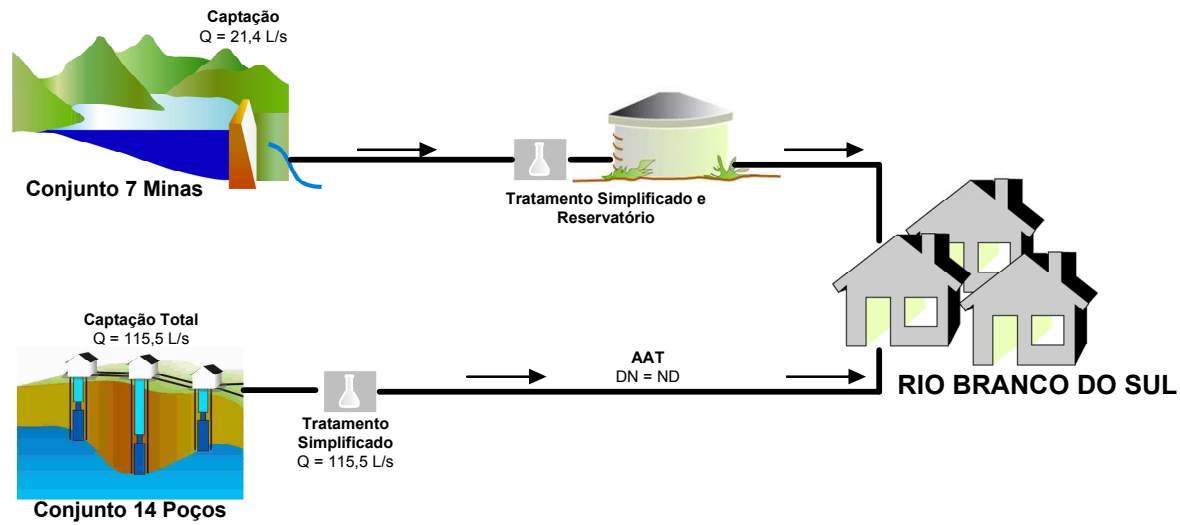 Captação
Q = 21,4 L/s
Conjunto 7 Minas
Tratamento Simplificado e
Reservatório
Captação Total
Q = 115,5 L/s
Tratamento
Simplificado
Q = 115,5 L/s
Conjunto 14 Poços
AAT
DN = ND
RIO BRANCO DO SUL